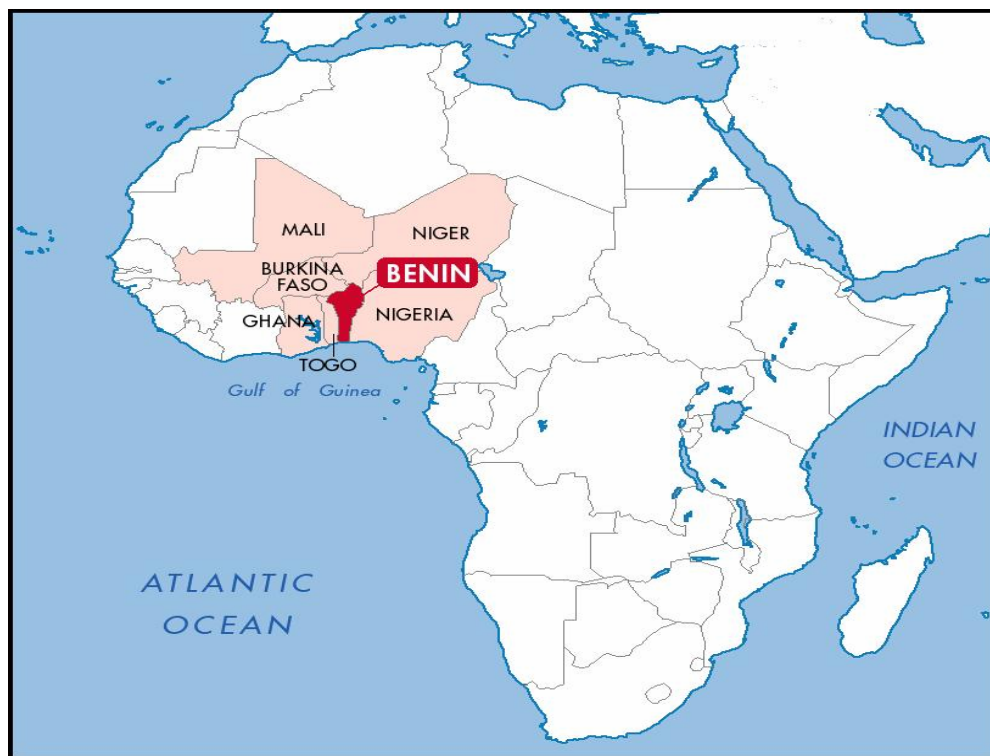 MALI
NIGER
BURKINA
FASO
BENIN
GHANA
NIGERIA
TOGO
Gulf of Guinea
INDIAN
OCEAN
ATLANTIC
OCEAN